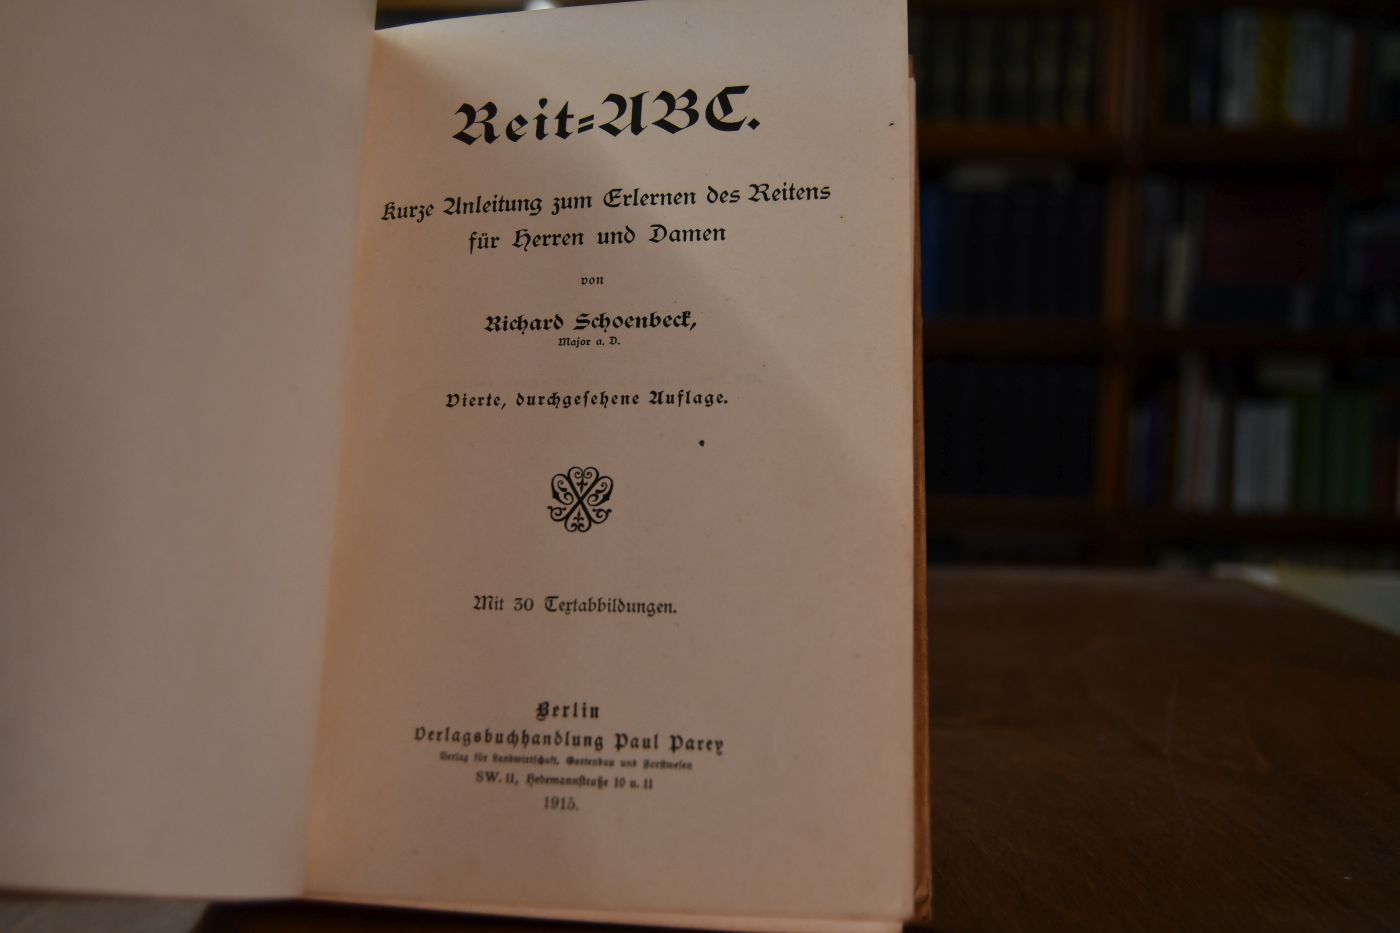 Reit-ABC.
Kurze Anleitung zum Erlernen des Reitens
für Herren und Damen
von
Richard Schoenbeck,
Major a. D.
Vierte, durchgesehene Auflage.
Mit 30 Textabbildungen.
Berlin
Verlagsbuchhandlung Paul Parey
Verlag für Landwirtschaft, Gartenbau und Forstwesen
SW. 11, Hedemannstraße 10 u. 11
1915.